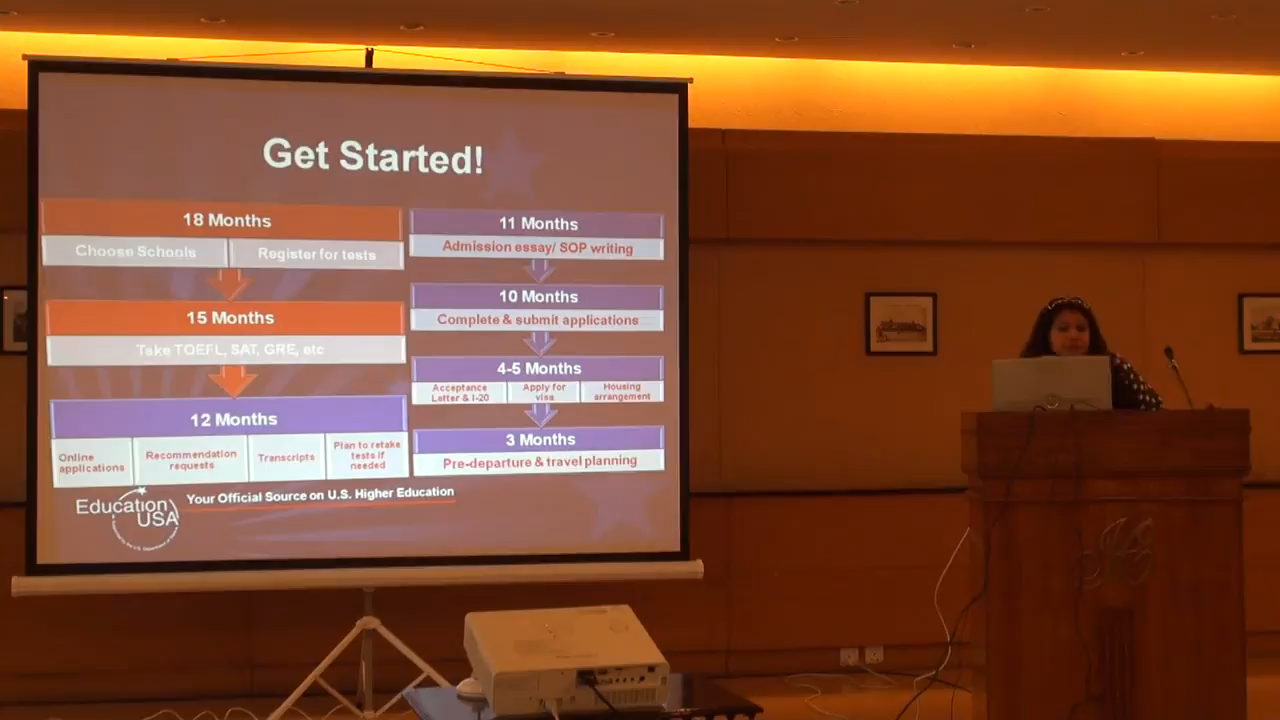 Get Started!
18 Months
Choose Schools
Register for tests
15 Months
Take TOEFL, SAT, GRE, etc
12 Months
Online
applications
Recommendation
requests
Transcripts
Plan to retake
tests if
needed
11 Months
Admission essay/ SOP writing
10 Months
Complete & submit applications
4-5 Months
Acceptance
Letter & I-20
Apply for
visa
Housing
arrangement
3 Months
Pre-departure & travel planning
Education
USA
Your Official Source on U.S. Higher Education